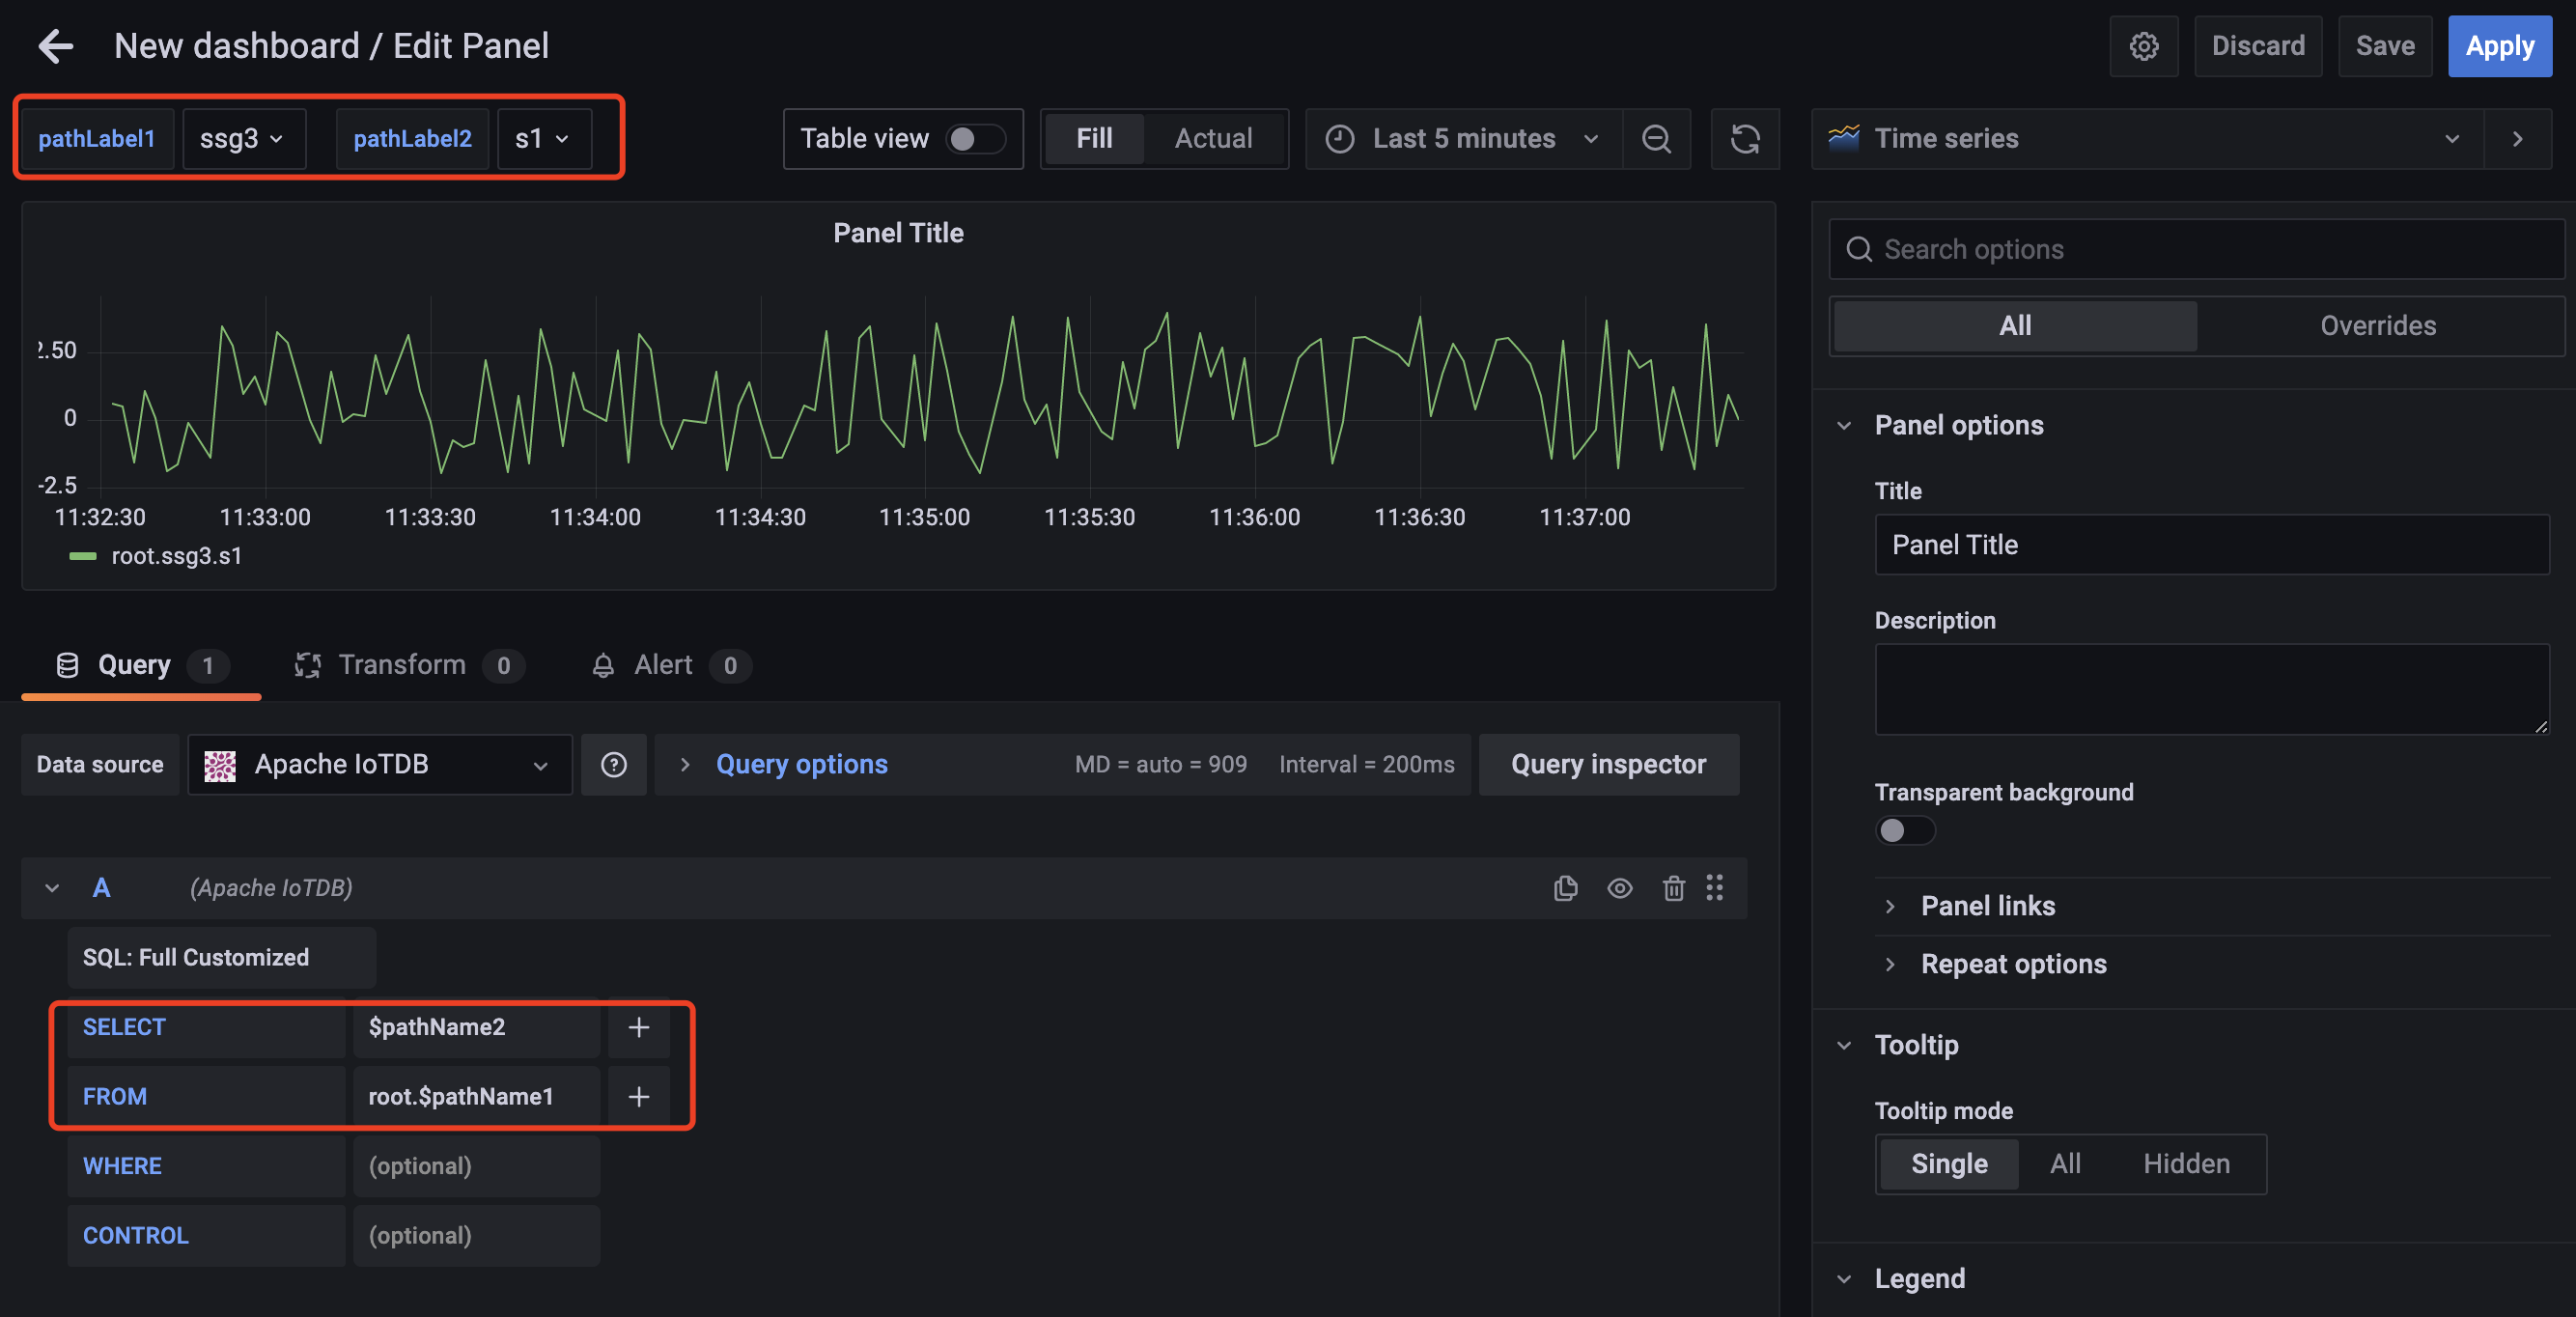 New dashboard / Edit Panel
Discard
Save
Apply
pathLabel1
ssg3
pathLabel2
s1
Table view
Fill
Actual
Last 5 minutes
Time series
Panel Title
2.50
0
-2.5
11:32:30
11:33:00
11:33:30
11:34:00
11:34:30
11:35:00
11:35:30
11:36:00
11:36:30
11:37:00
root.ssg3.s1
Query 1
Transform 0
Alert 0
Data source
Apache IoTDB
Query options
MD = auto = 909
Interval = 200ms
Query inspector
A
(Apache IoTDB)
SQL: Full Customized
SELECT
$pathName2
+
FROM
root.$pathName1
+
WHERE
(optional)
CONTROL
(optional)
Search options
All
Overrides
Panel options
Title
Panel Title
Description
Transparent background
Panel links
Repeat options
Tooltip
Tooltip mode
Single
All
Hidden
Legend